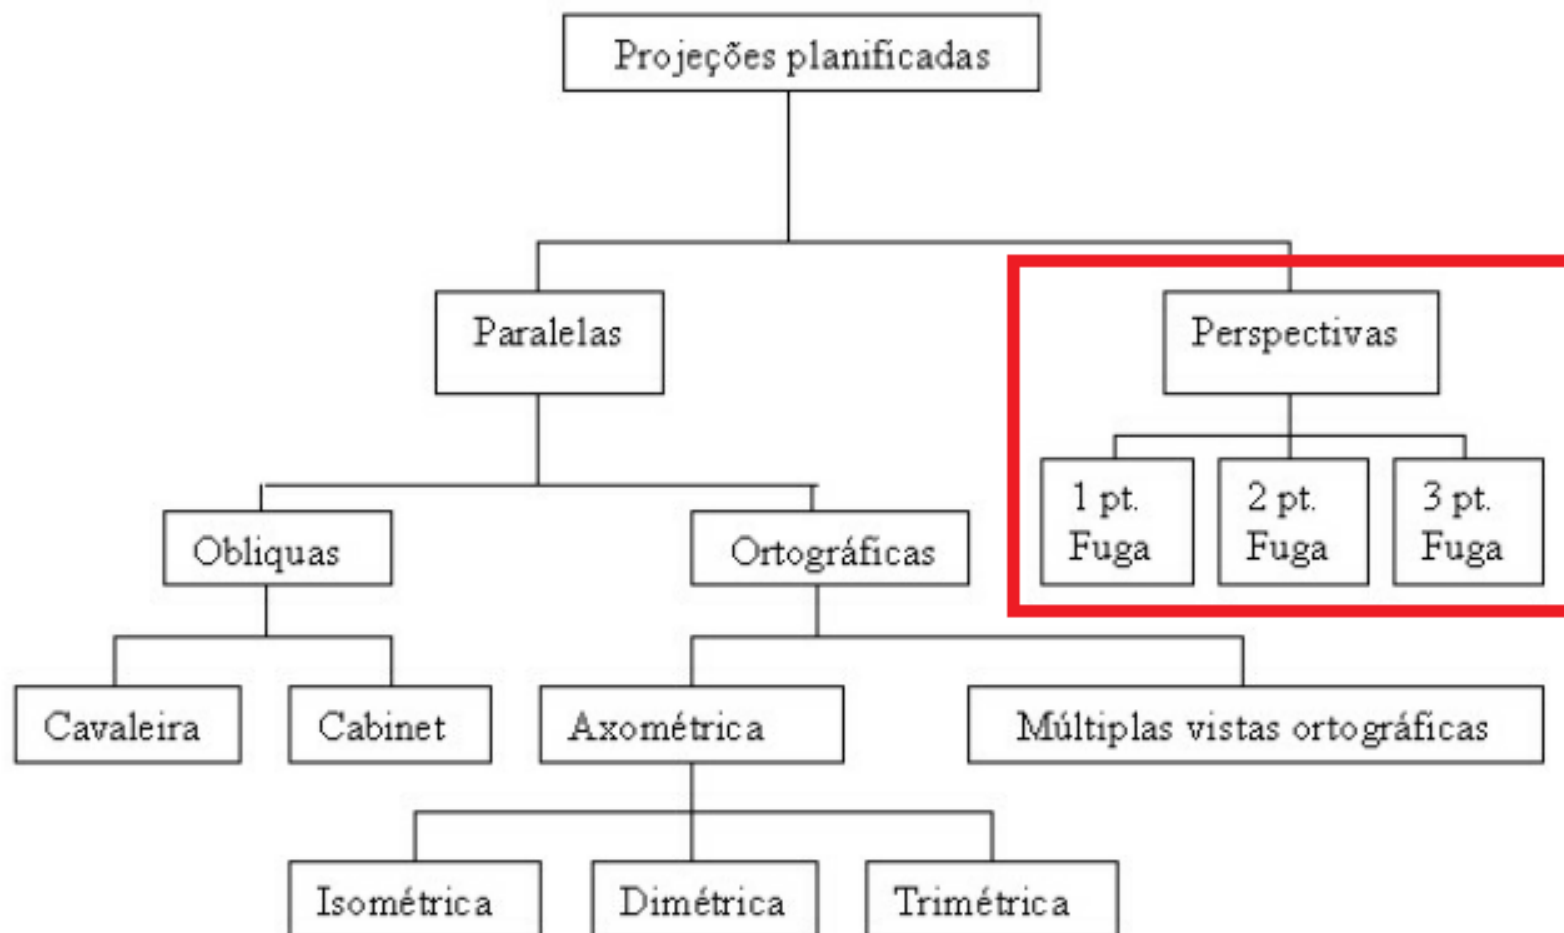 Projeções planificadas
Paralelas
Perspectivas
1 pt.
Fuga
2 pt.
Fuga
3 pt.
Fuga
Obliquas
Ortográficas
Cavaleira
Cabinet
Axométrica
Múltiplas vistas ortográficas
Isométrica
Dimétrica
Trimétrica